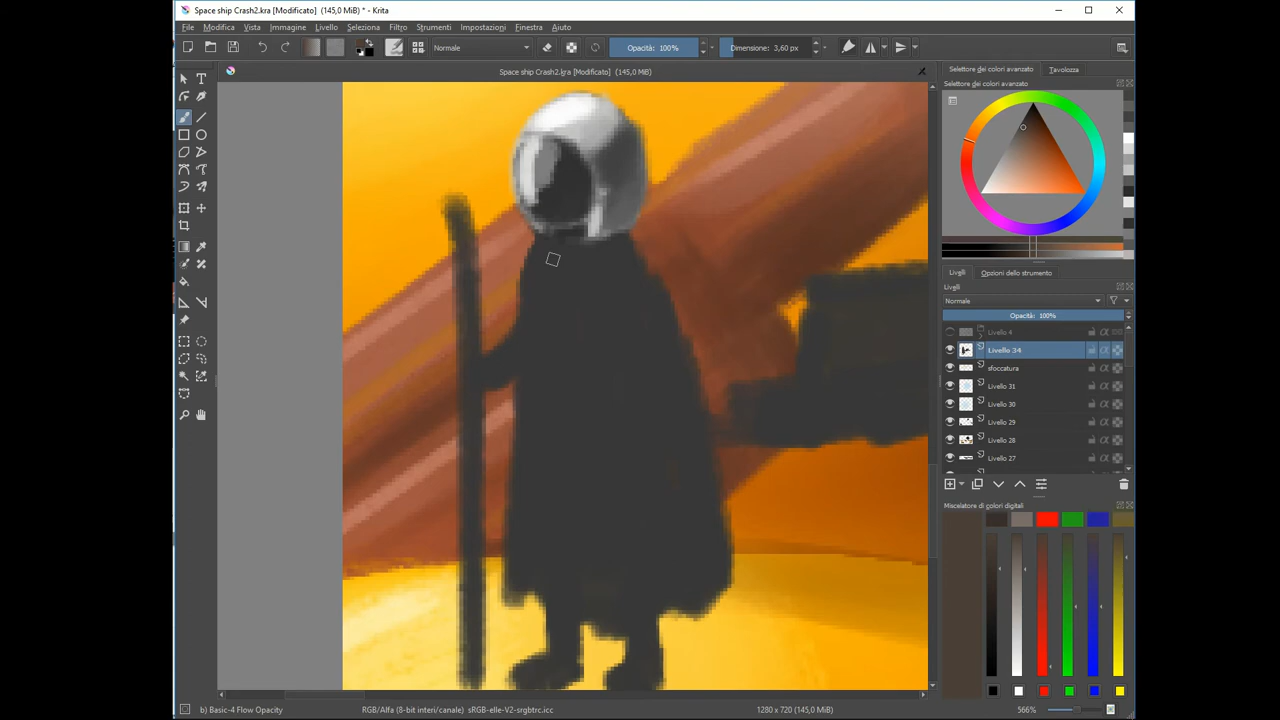 Space ship Crash2.kra [Modificato] (145,0 MiB) * - Krita
File Modifica Vista Immagine Livello Seleziona Filtro Strumenti Impostazioni Finestra Aiuto
Normale
Opacità: 100%
Dimensione: 3,60 px
Space ship Crash2.kra [Modificato] (145,0 MiB)
Selettore dei colori avanzato
Tavolozza
Selettore dei colori avanzato
Livelli
Opzioni dello strumento
Livelli
Normale
Opacità: 100%
Livello 4
Livello 34
sfoccatura
Livello 31
Livello 30
Livello 29
Livello 28
Livello 27
Miscelatore di colori digitali
b) Basic-4 Flow Opacity
RGB/Alfa (8-bit interi/canale) sRGB-elle-V2-srgbtrc.icc
1280 x 720 (145,0 MiB)
566%